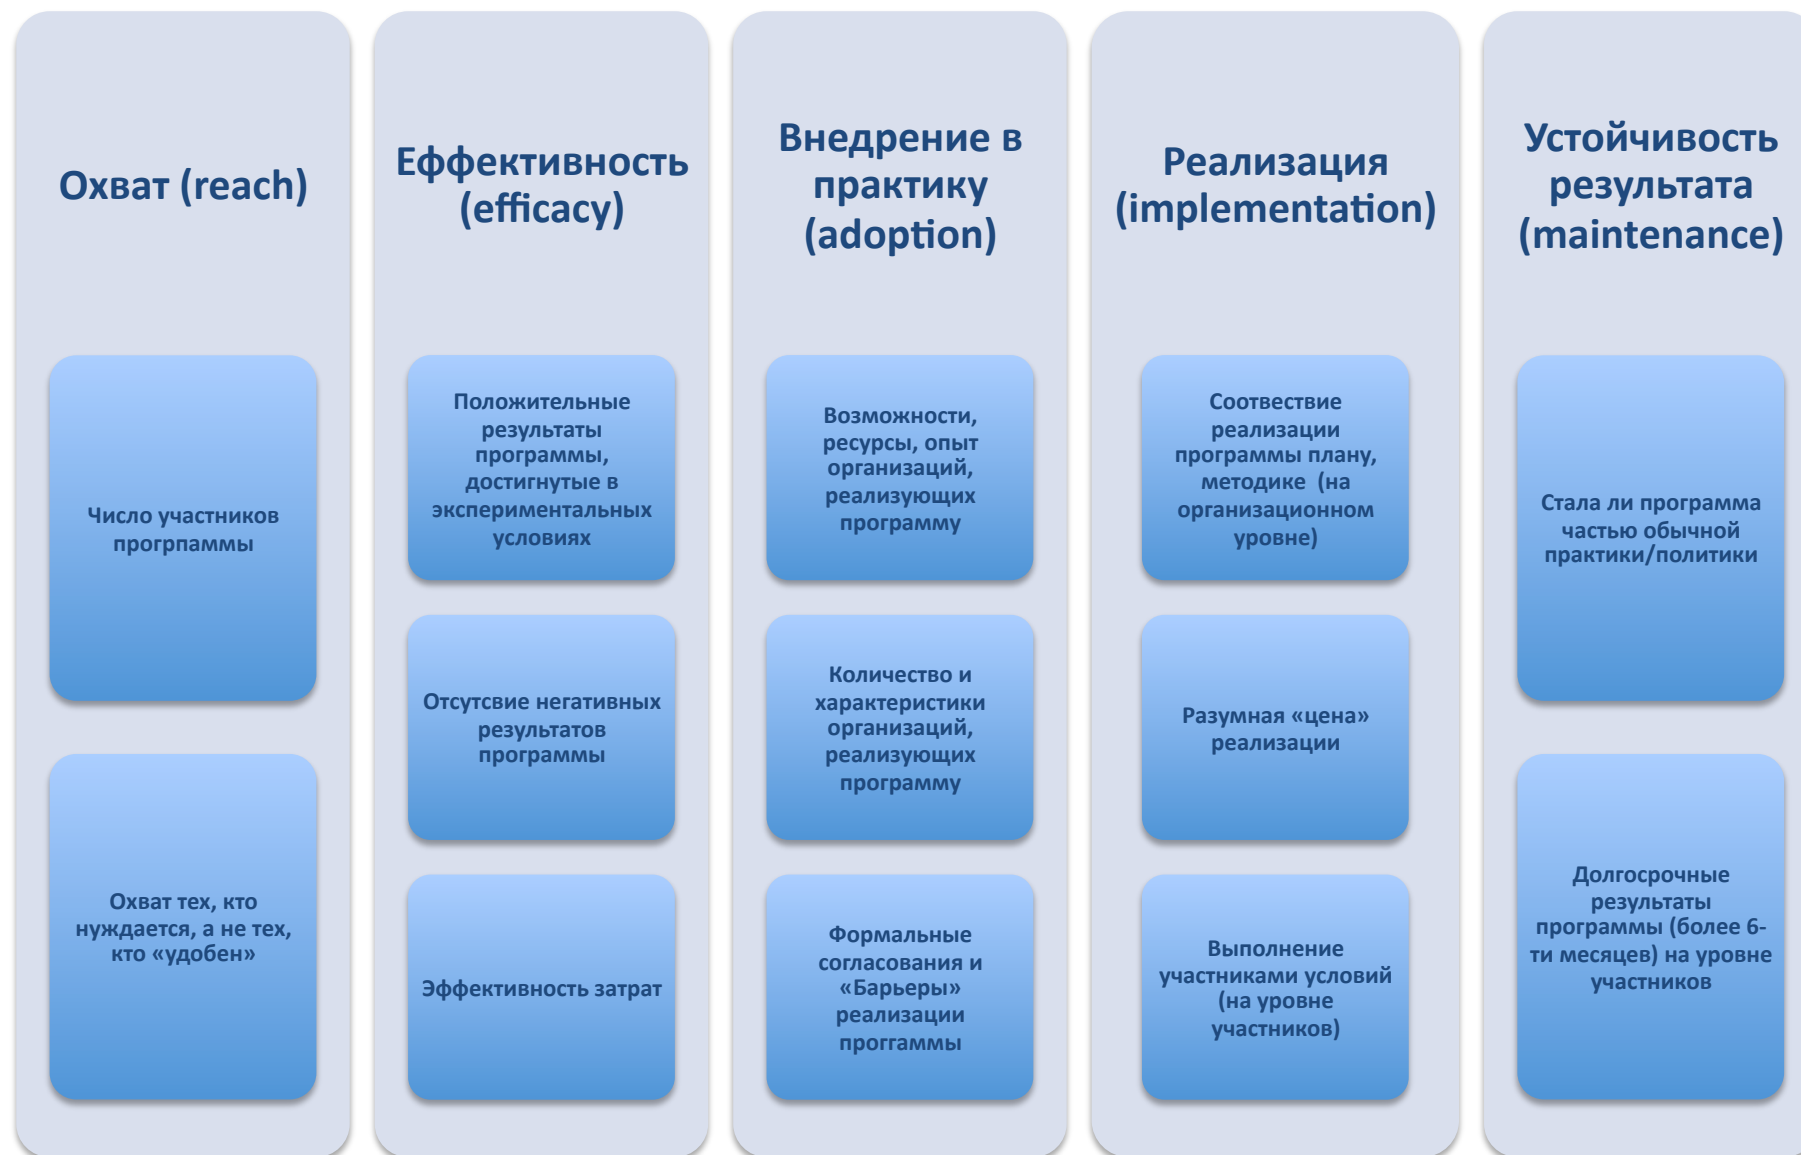 Охват (reach)
Число участников
прогрпаммы
Охват тех, кто
нуждается, а не тех,
кто «удобен»
Еффективность
(efficacy)
Положительные
результаты
программы,
достигнутые в
экспериментальных
условиях
Отсутсвие негативных
результатов
программы
Эффективность затрат
Внедрение в
практику
(adoption)
Возможности,
ресурсы, опыт
организаций,
реализующих
программу
Количество и
характеристики
организаций,
реализующих
программу
Формальные
согласования и
«Барьеры»
реализации
проггаммы
Реализация
(implementation)
Соотвествие
реализации
программы плану,
методике (на
организационном
уровне)
Разумная «цена»
реализации
Выполнение
участниками условий
(на уровне
участников)
Устойчивость
результата
(maintenance)
Стала ли программа
частью обычной
практики/политики
Долгосрочные
результаты
программы (более 6-
ти месяцев) на уровне
участников